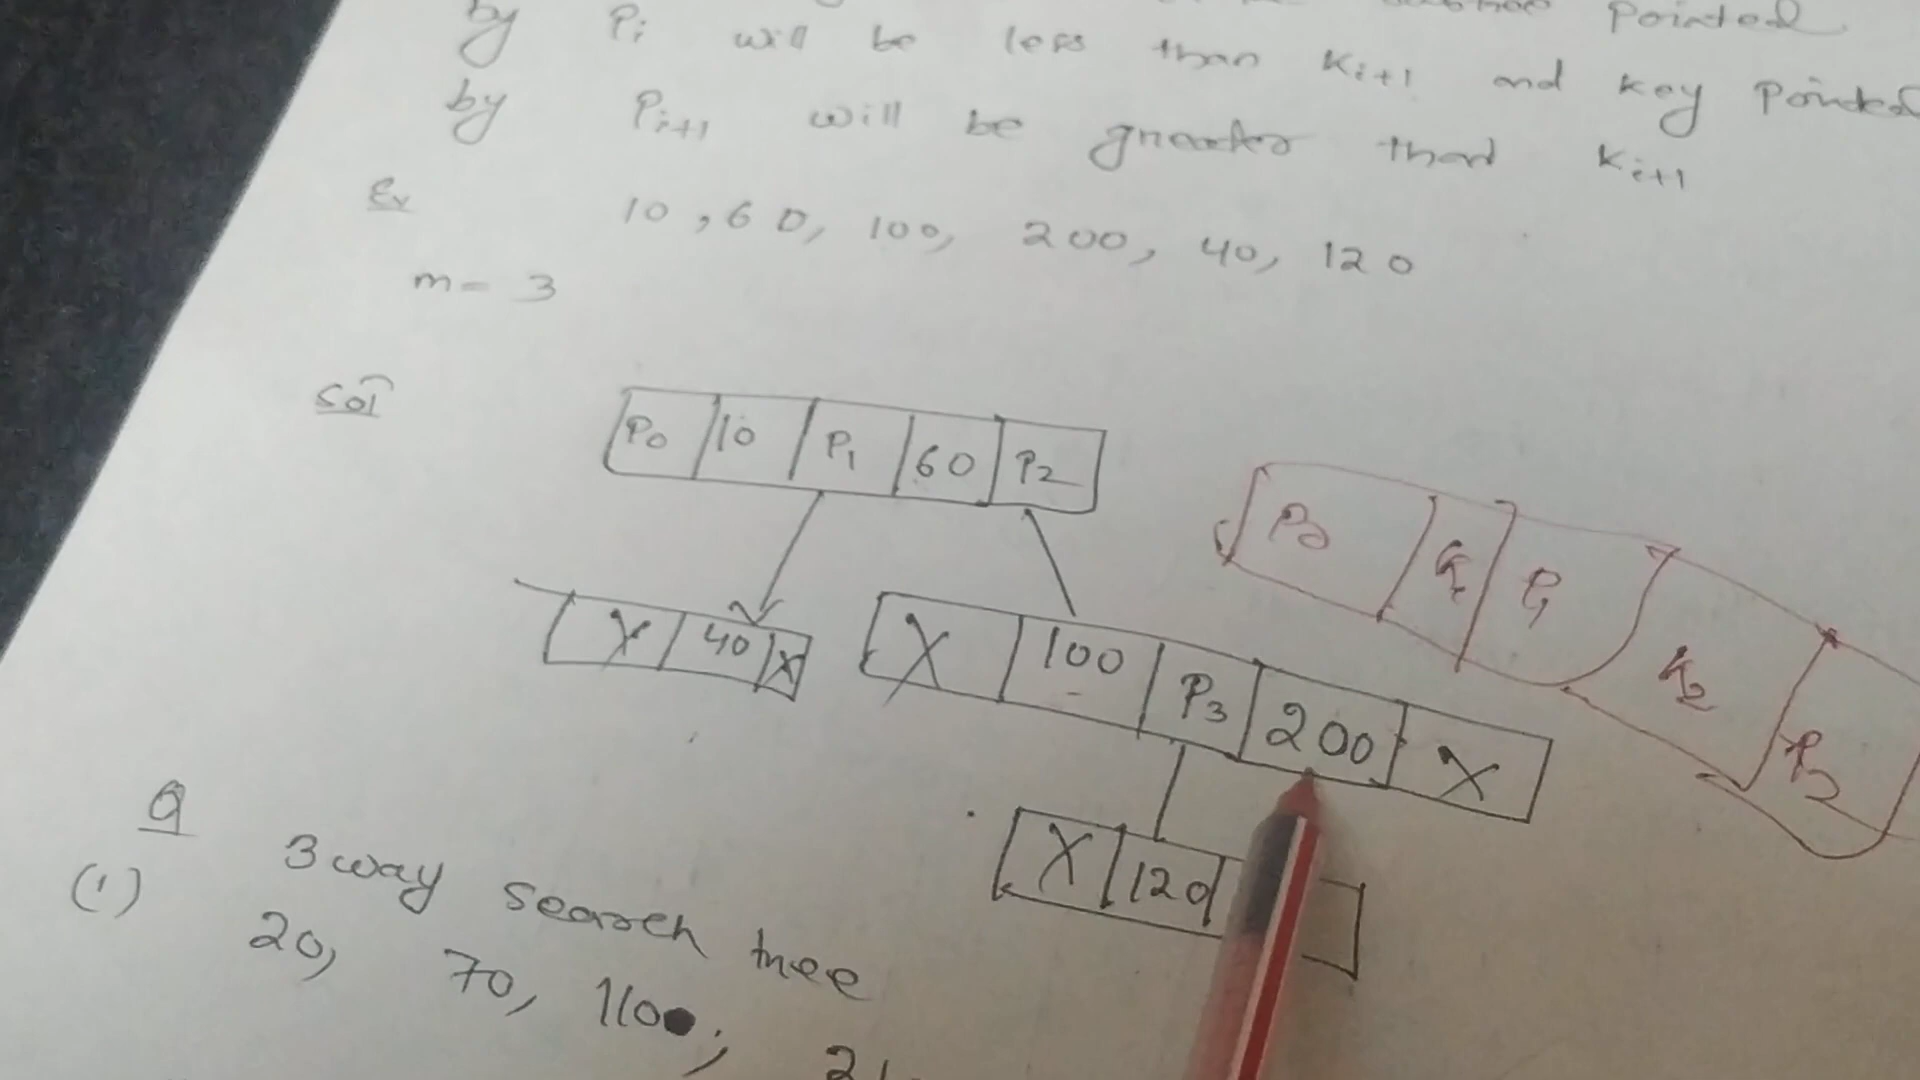 Pointed
by Pi will be less than Ki+1 and key Pointed
by Pi+1 will be greater than Ki+1
Ex 10, 60, 100, 200, 40, 120
m = 3
Sol
P0 10 P1 60 P2
P0 K1 P1 K2 P2
X 40 X
X 100 P3 200 X
X 120
Q 3 way search tree
(1) 20, 70, 110,